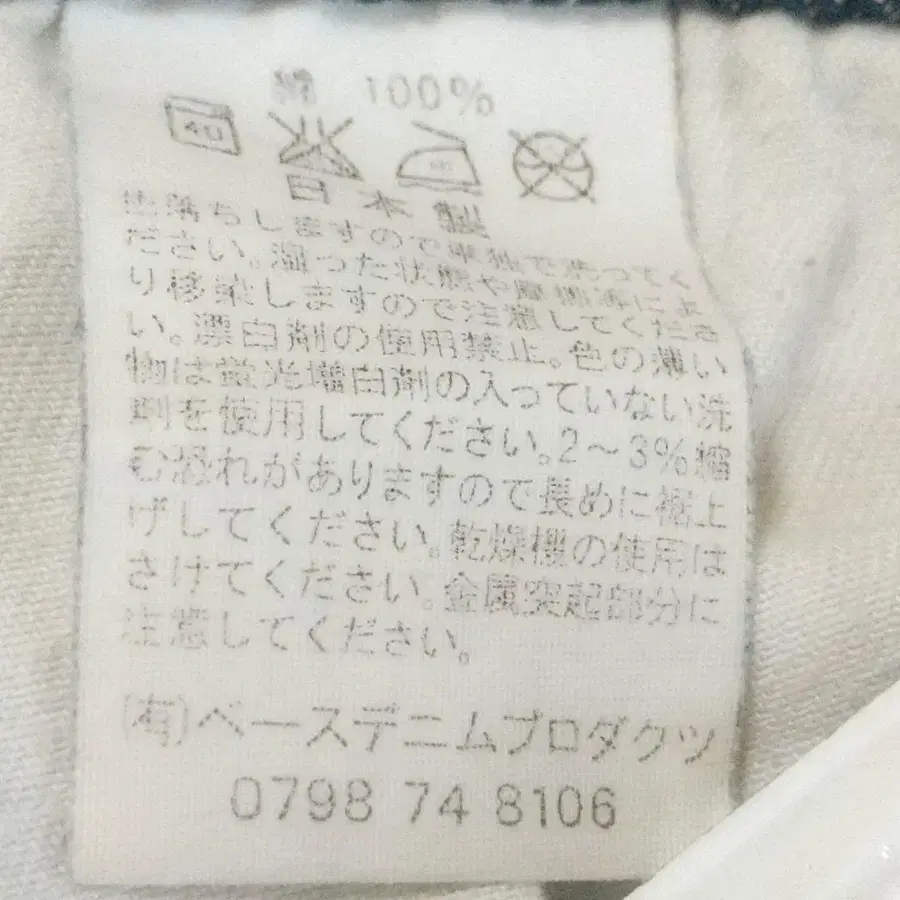 綿 100%
日本製
色落ちしますので単独で洗ってく
ださい。湿った状態や摩擦等によ
り移染しますので注意してくださ
い。漂白剤の使用禁止。色の薄い
物は蛍光増白剤の入っていない洗
剤を使用してください。2～3%縮
む恐れがありますので長めに裾上
げしてください。乾燥機の使用は
さけてください。金属突起部分に
注意してください。
(有)ベースデニムプロダクツ
0798 74 8106